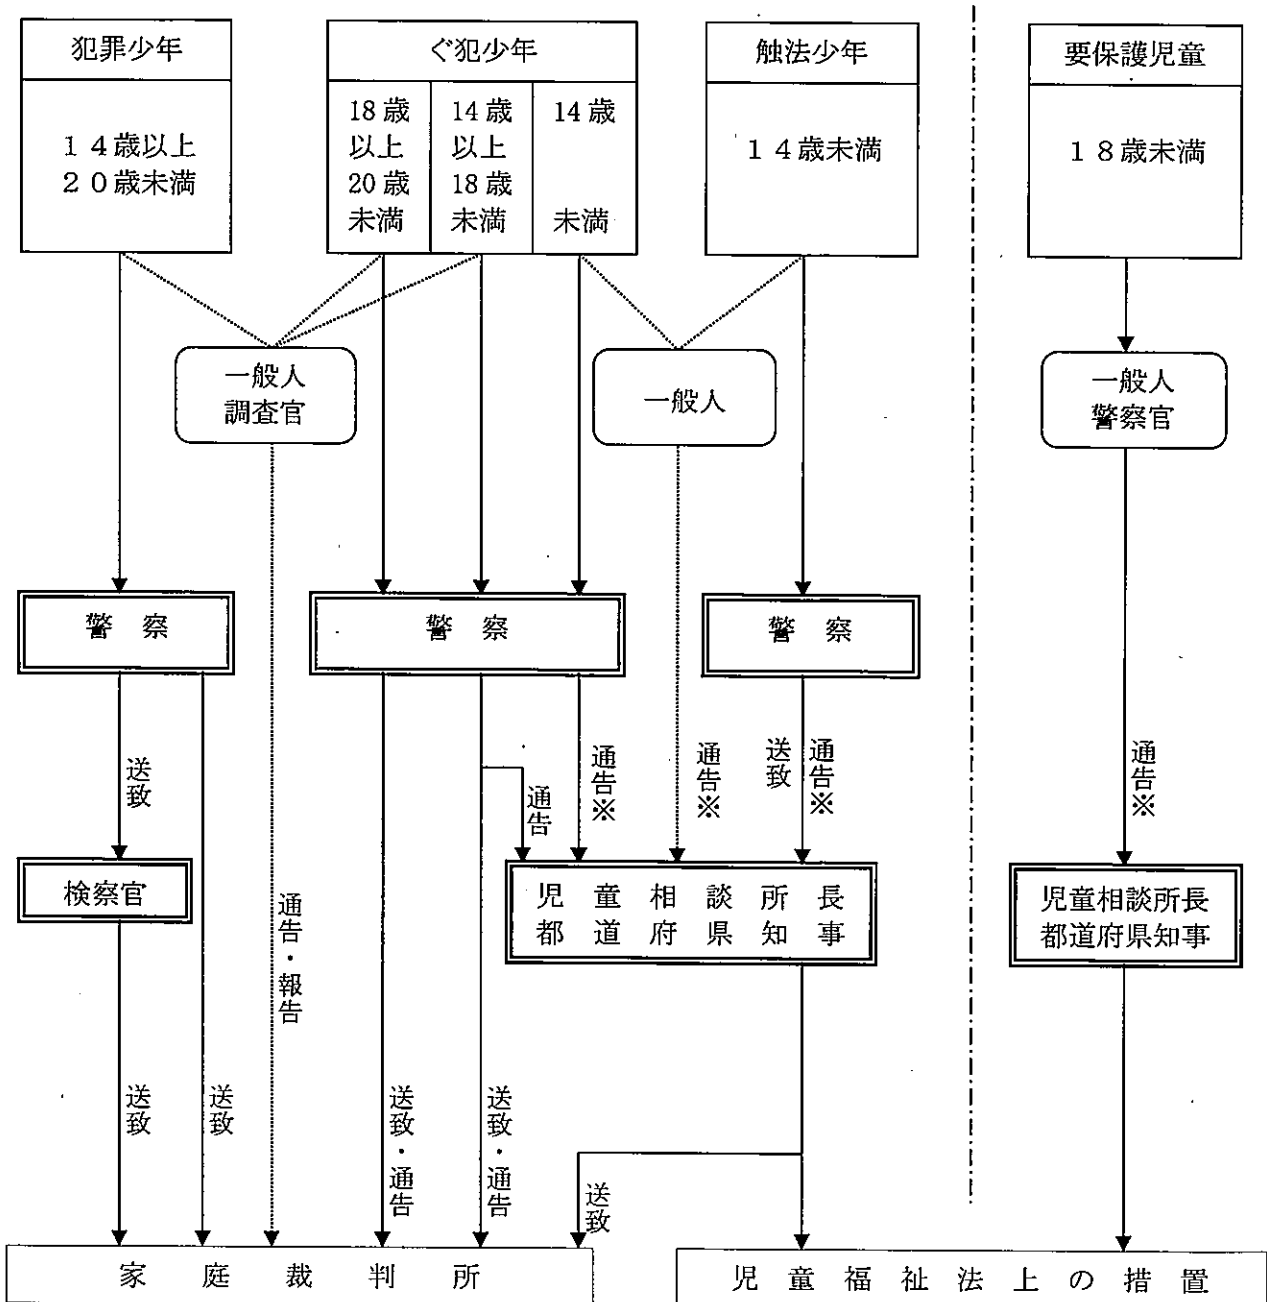 犯罪少年
１４歳以上
２０歳未満
ぐ犯少年
18歳
以上
20歳
未満
14歳
以上
18歳
未満
14歳
未満
触法少年
１４歳未満
要保護児童
１８歳未満
一般人
調査官
一般人
一般人
警察官
警 察
警 察
警 察
送致
通告
通告※
通告※
送致
通告※
通告※
検察官
児童相談所長
都道府県知事
児童相談所長
都道府県知事
通告・報告
送致
送致
送致・通告
送致・通告
送致
家庭裁判所
児童福祉法上の措置